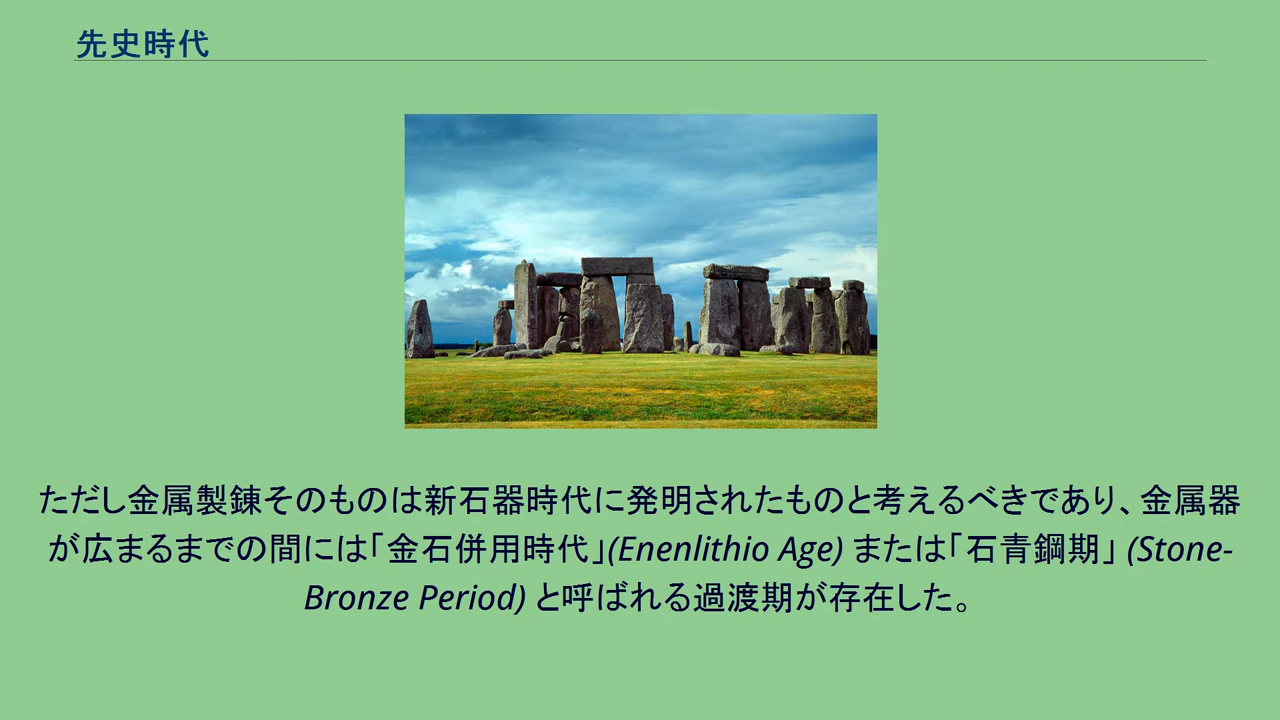 先史時代
ただし金属製錬そのものは新石器時代に発明されたものと考えるべきであり、金属器
が広まるまでの間には「金石併用時代」(Enenlithio Age) または「石青鋼期」 (Stone-
Bronze Period) と呼ばれる過渡期が存在した。